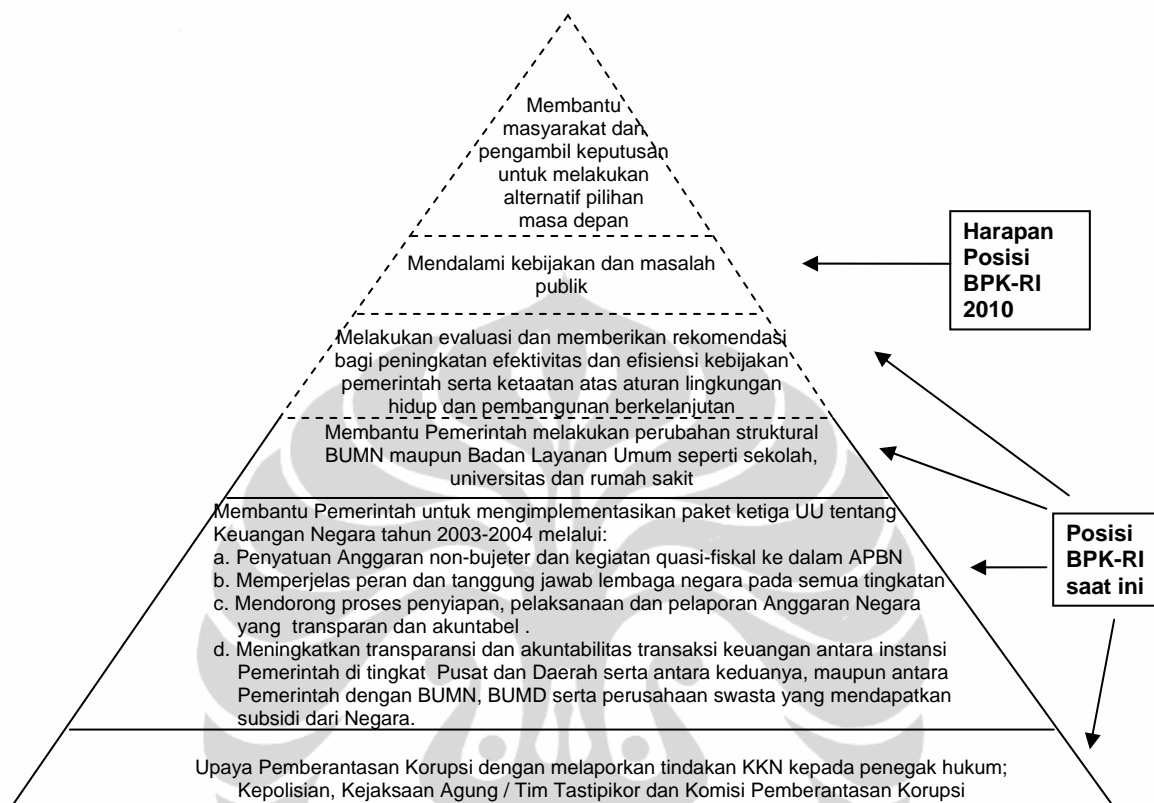 Membantu
masyarakat dan
pengambil keputusan
untuk melakukan
alternatif pilihan
masa depan
Harapan
Posisi
BPK-RI
2010
Mendalami kebijakan dan masalah
publik
Melakukan evaluasi dan memberikan rekomendasi
bagi peningkatan efektivitas dan efisiensi kebijakan
pemerintah serta ketaatan atas aturan lingkungan
hidup dan pembangunan berkelanjutan
Membantu Pemerintah melakukan perubahan struktural
BUMN maupun Badan Layanan Umum seperti sekolah,
universitas dan rumah sakit
Membantu Pemerintah untuk mengimplementasikan paket ketiga UU tentang
Keuangan Negara tahun 2003-2004 melalui:
a. Penyatuan Anggaran non-bujeter dan kegiatan quasi-fiskal ke dalam APBN
b. Memperjelas peran dan tanggung jawab lembaga negara pada semua tingkatan
c. Mendorong proses penyiapan, pelaksanaan dan pelaporan Anggaran Negara
yang transparan dan akuntabel .
d. Meningkatkan transparansi dan akuntabilitas transaksi keuangan antara instansi
Pemerintah di tingkat Pusat dan Daerah serta antara keduanya, maupun antara
Pemerintah dengan BUMN, BUMD serta perusahaan swasta yang mendapatkan
subsidi dari Negara.
Posisi
BPK-RI
saat ini
Upaya Pemberantasan Korupsi dengan melaporkan tindakan KKN kepada penegak hukum;
Kepolisian, Kejaksaan Agung / Tim Tastipikor dan Komisi Pemberantasan Korupsi